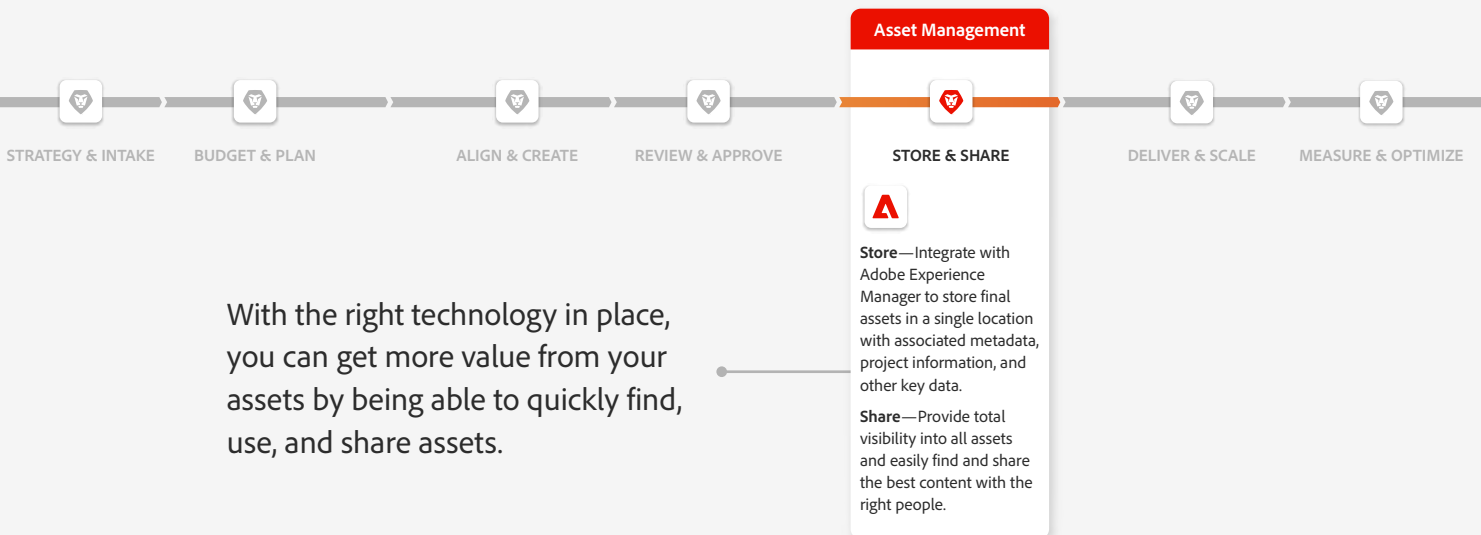 Asset Management
STRATEGY & INTAKE
BUDGET & PLAN
ALIGN & CREATE
REVIEW & APPROVE
STORE & SHARE
DELIVER & SCALE
MEASURE & OPTIMIZE
With the right technology in place,
you can get more value from your
assets by being able to quickly find,
use, and share assets.
Store—Integrate with
Adobe Experience
Manager to store final
assets in a single location
with associated metadata,
project information, and
other key data.
Share—Provide total
visibility into all assets
and easily find and share
the best content with the
right people.